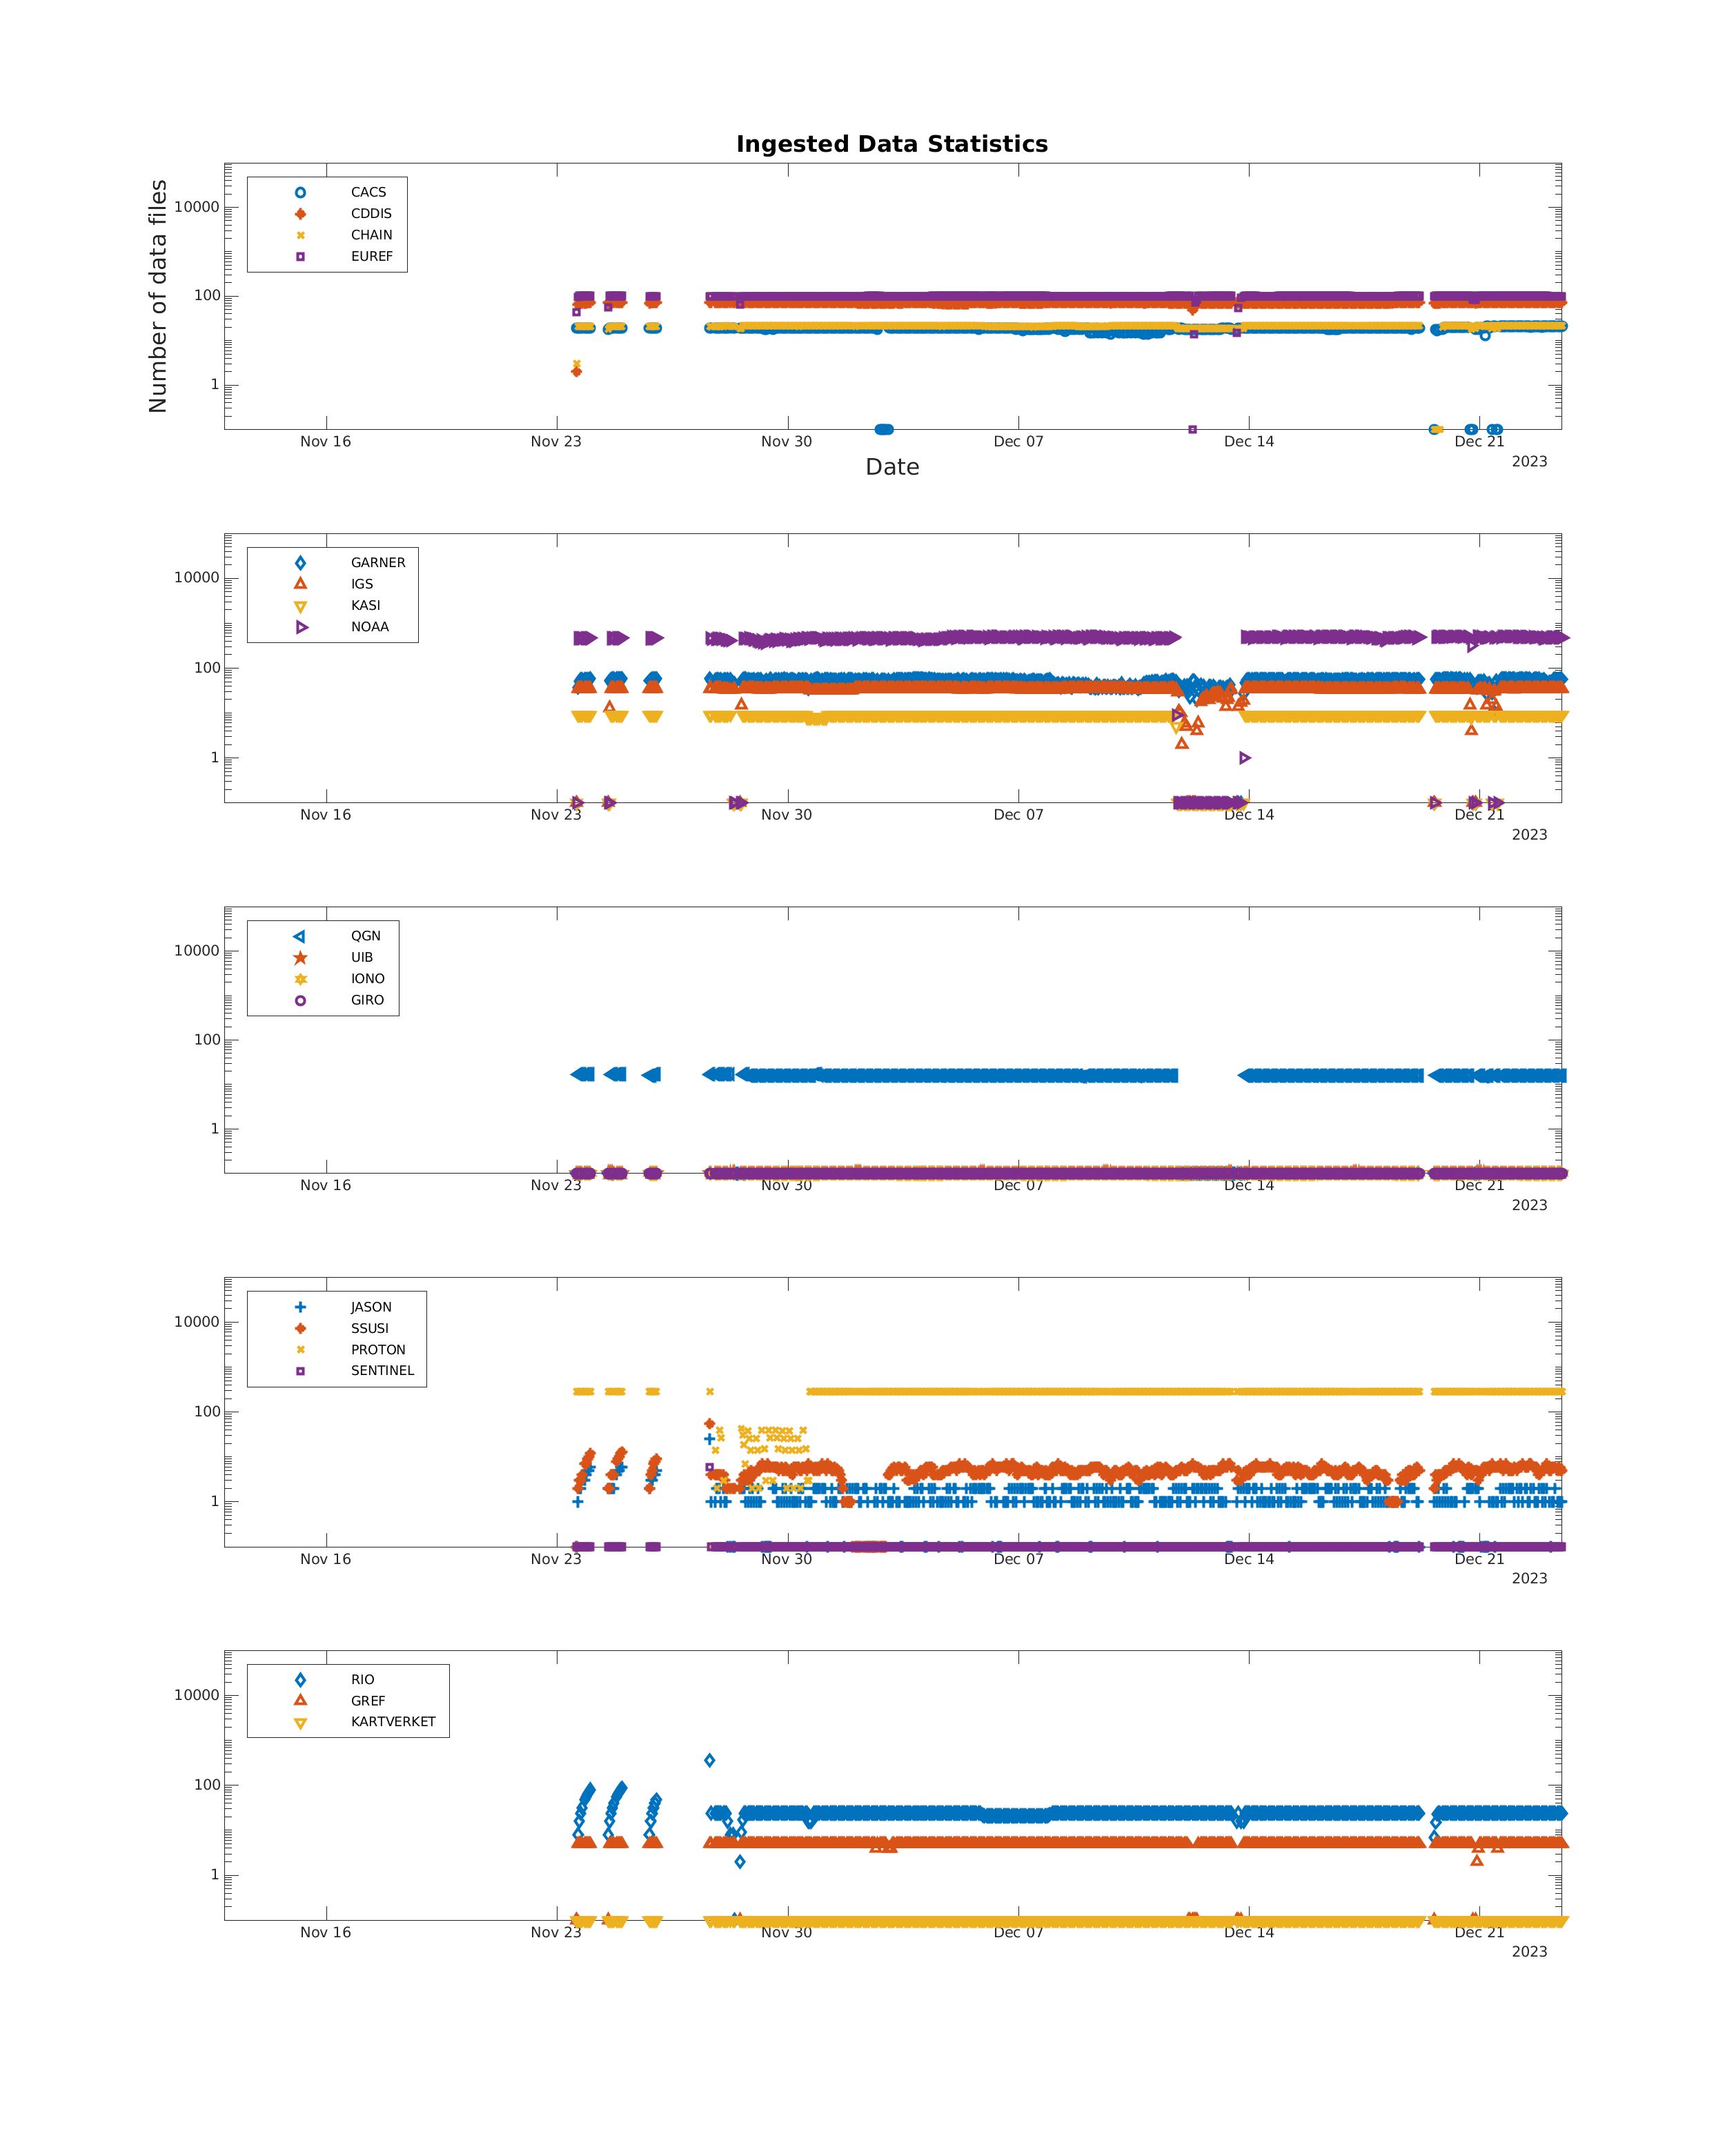 Ingested Data Statistics
Number of data files
10000
100
1
CACS
CDDIS
CHAIN
EUREF
Nov 16 Nov 23 Nov 30 Dec 07 Dec 14 Dec 21
2023
Date
10000
100
1
GARNER
IGS
KASI
NOAA
Nov 16 Nov 23 Nov 30 Dec 07 Dec 14 Dec 21
2023
10000
100
1
QGN
UIB
IONO
GIRO
Nov 16 Nov 23 Nov 30 Dec 07 Dec 14 Dec 21
2023
10000
100
1
JASON
SSUSI
PROTON
SENTINEL
Nov 16 Nov 23 Nov 30 Dec 07 Dec 14 Dec 21
2023
10000
100
1
RIO
GREF
KARTVERKET
Nov 16 Nov 23 Nov 30 Dec 07 Dec 14 Dec 21
2023